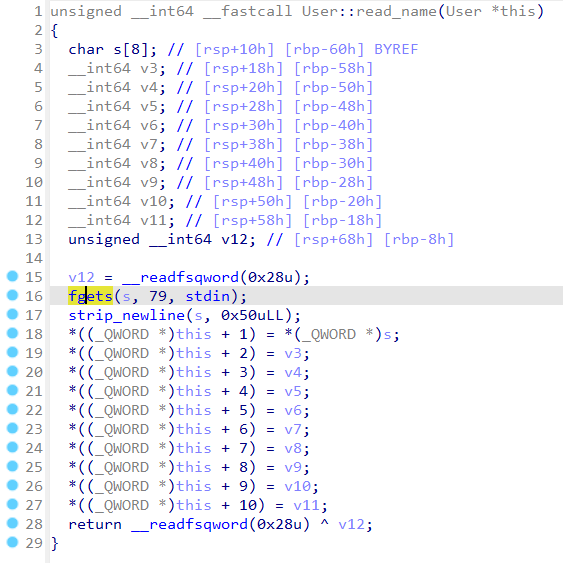 1 unsigned __int64 __fastcall User::read_name(User *this)
2 {
3 char s[8]; // [rsp+10h] [rbp-60h] BYREF
4 __int64 v3; // [rsp+18h] [rbp-58h]
5 __int64 v4; // [rsp+20h] [rbp-50h]
6 __int64 v5; // [rsp+28h] [rbp-48h]
7 __int64 v6; // [rsp+30h] [rbp-40h]
8 __int64 v7; // [rsp+38h] [rbp-38h]
9 __int64 v8; // [rsp+40h] [rbp-30h]
10 __int64 v9; // [rsp+48h] [rbp-28h]
11 __int64 v10; // [rsp+50h] [rbp-20h]
12 __int64 v11; // [rsp+58h] [rbp-18h]
13 unsigned __int64 v12; // [rsp+68h] [rbp-8h]
14
15 v12 = __readfsqword(0x28u);
16 fgets(s, 79, stdin);
17 strip_newline(s, 0x50uLL);
18 *((_QWORD *)this + 1) = *(_QWORD *)s;
19 *((_QWORD *)this + 2) = v3;
20 *((_QWORD *)this + 3) = v4;
21 *((_QWORD *)this + 4) = v5;
22 *((_QWORD *)this + 5) = v6;
23 *((_QWORD *)this + 6) = v7;
24 *((_QWORD *)this + 7) = v8;
25 *((_QWORD *)this + 8) = v9;
26 *((_QWORD *)this + 9) = v10;
27 *((_QWORD *)this + 10) = v11;
28 return __readfsqword(0x28u) ^ v12;
29 }